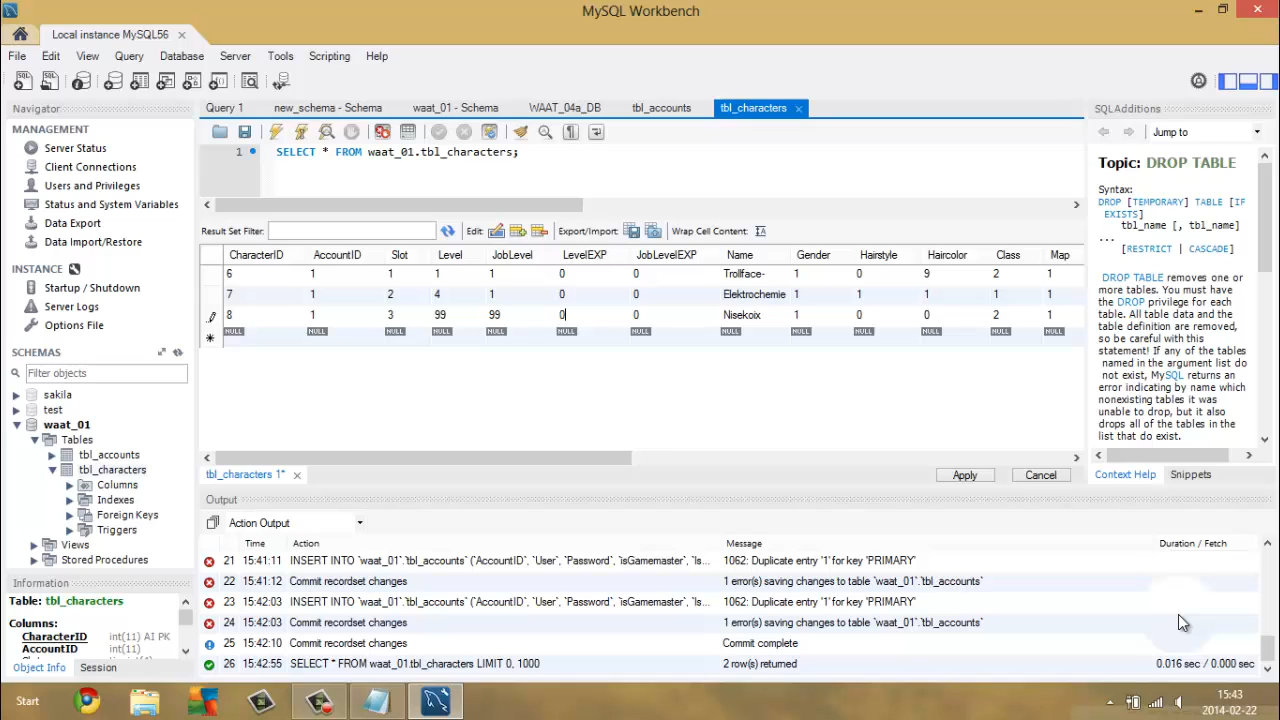 MySQL Workbench
Local instance MySQL56
File Edit View Query Database Server Tools Scripting Help
Navigator
MANAGEMENT
Server Status
Client Connections
Users and Privileges
Status and System Variables
Data Export
Data Import/Restore
INSTANCE
Startup / Shutdown
Server Logs
Options File
SCHEMAS
Filter objects
sakila
test
waat_01
Tables
tbl_accounts
tbl_characters
Columns
Indexes
Foreign Keys
Triggers
Views
Stored Procedures
Information
Table: tbl_characters
Columns:
CharacterID int(11) AI PK
AccountID int(11)
Object Info Session
Query 1 new_schema - Schema waat_01 - Schema WAAT_04a_DB tbl_accounts tbl_characters
1 SELECT * FROM waat_01.tbl_characters;
Result Set Filter: Edit: Export/Import: Wrap Cell Content:
CharacterID AccountID Slot Level JobLevel LevelEXP JobLevelEXP Name Gender Hairstyle Haircolor Class Map
6 1 1 1 1 0 0 Trollface- 1 0 9 2 1
7 1 2 4 1 0 0 Elektrochemie 1 1 1 1 1
8 1 3 99 99 0 0 Nisekoix 1 0 0 2 1
NULL NULL NULL NULL NULL NULL NULL NULL NULL NULL NULL NULL NULL
tbl_characters 1* Apply Cancel
Output
Action Output
Time Action Message Duration / Fetch
21 15:41:11 INSERT INTO `waat_01`.`tbl_accounts` (`AccountID`, `User`, `Password`, `isGamemaster`, `Is... 1062: Duplicate entry '1' for key 'PRIMARY'
22 15:41:12 Commit recordset changes 1 error(s) saving changes to table `waat_01`.`tbl_accounts`
23 15:42:03 INSERT INTO `waat_01`.`tbl_accounts` (`AccountID`, `User`, `Password`, `isGamemaster`, `Is... 1062: Duplicate entry '1' for key 'PRIMARY'
24 15:42:03 Commit recordset changes 1 error(s) saving changes to table `waat_01`.`tbl_accounts`
25 15:42:10 Commit recordset changes Commit complete
26 15:42:55 SELECT * FROM waat_01.tbl_characters LIMIT 0, 1000 2 row(s) returned 0.016 sec / 0.000 sec
SQLAdditions
Jump to
Topic: DROP TABLE
Syntax:
DROP [TEMPORARY] TABLE [IF
EXISTS]
tbl_name [, tbl_name]
...
[RESTRICT | CASCADE]
DROP TABLE removes one or
more tables. You must have
the DROP privilege for each
table. All table data and the
table definition are removed,
so be careful with this
statement! If any of the tables
named in the argument list do
not exist, MySQL returns an
error indicating by name which
nonexisting tables it was
unable to drop, but it also
drops all of the tables in the
list that do exist.
Context Help Snippets
Start
15:43
2014-02-22